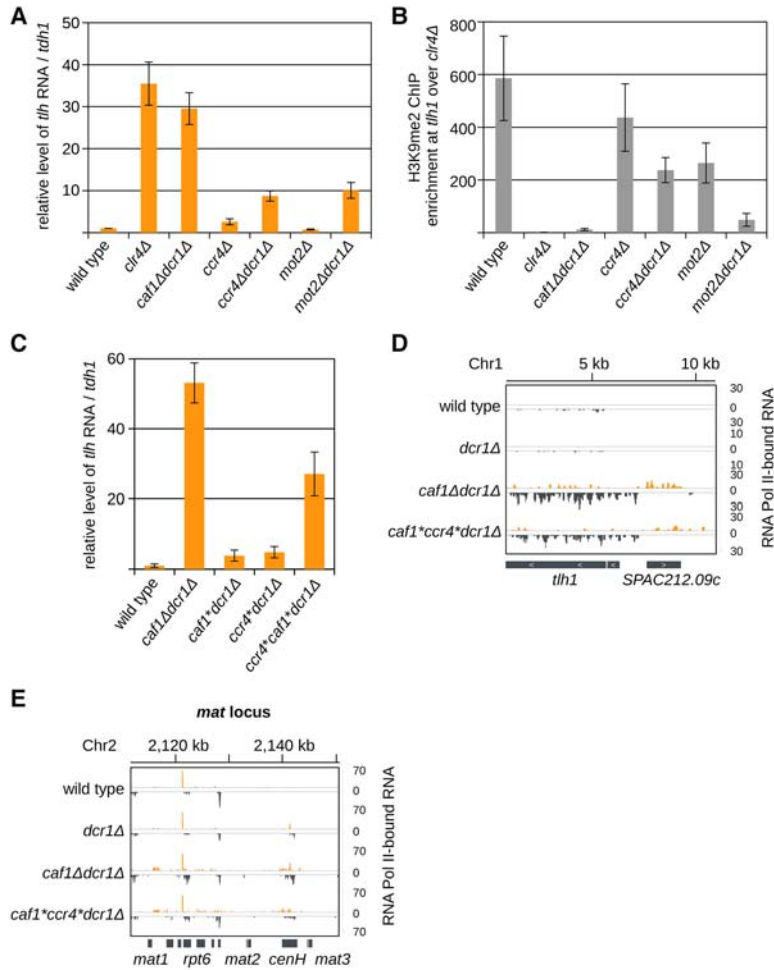 A
relative level of tlh RNA / tdh1
50
40
30
20
10
wild type
clr4Δ
caf1Δdcr1Δ
ccr4Δ
ccr4Δdcr1Δ
mot2Δ
mot2Δdcr1Δ
B
H3K9me2 ChIP
enrichment at tlh1 over clr4Δ
800
600
400
200
wild type
clr4Δ
caf1Δdcr1Δ
ccr4Δ
ccr4Δdcr1Δ
mot2Δ
mot2Δdcr1Δ
C
relative level of tlh RNA / tdh1
60
40
20
wild type
caf1Δdcr1Δ
caf1*dcr1Δ
ccr4*dcr1Δ
ccr4*caf1*dcr1Δ
D
Chr1 5 kb 10 kb
30
wild type 0
30
10
dcr1Δ 0
10
30
caf1Δdcr1Δ 0
30
30
caf1*ccr4*dcr1Δ 0
30
RNA Pol II-bound RNA
< < < >
tlh1 SPAC212.09c
E
mat locus
Chr2 2,120 kb 2,140 kb
70
wild type 0
70
dcr1Δ 0
70
caf1Δdcr1Δ 0
70
caf1*ccr4*dcr1Δ 0
70
RNA Pol II-bound RNA
mat1 rpt6 mat2 cenH mat3